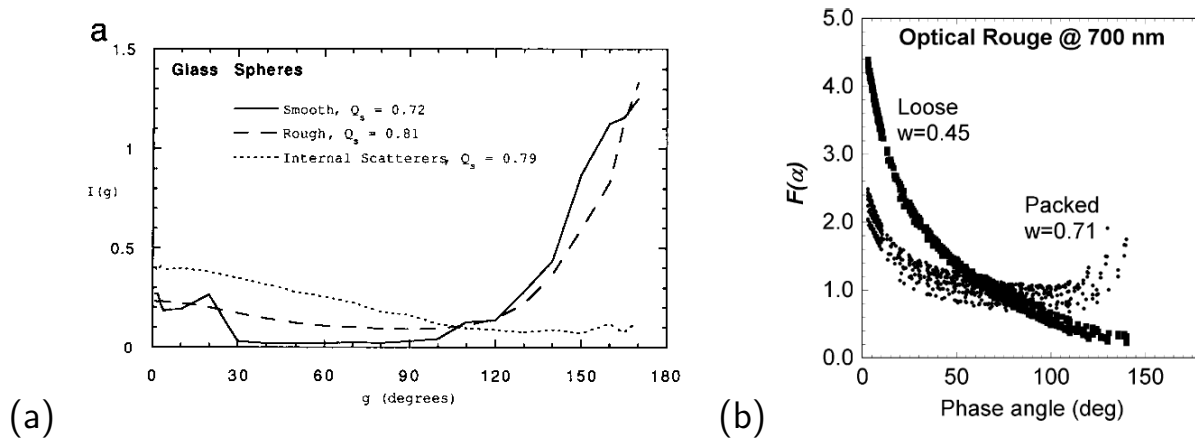 a
1.5
Glass Spheres
Smooth, Q_s = 0.72
Rough, Q_s = 0.81
Internal Scatterers, Q_s = 0.79
1
I(g)
0.5
0
0 30 60 90 120 150 180
g (degrees)
(a)
Optical Rouge @ 700 nm
5.0
Loose
w=0.45
4.0
3.0
F(α)
Packed
w=0.71
2.0
1.0
0.0
0 50 100 150
Phase angle (deg)
(b)